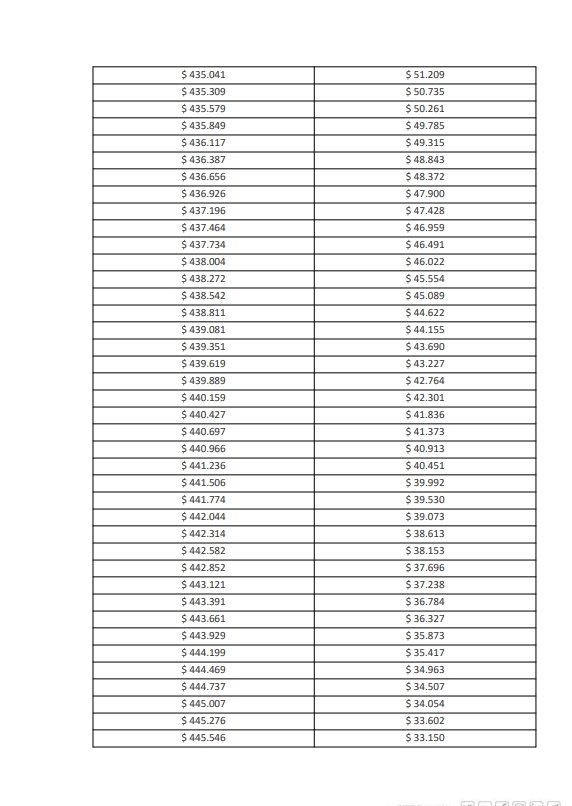 $ 435.041 $ 51.209
$ 435.309 $ 50.735
$ 435.579 $ 50.261
$ 435.849 $ 49.785
$ 436.117 $ 49.315
$ 436.387 $ 48.843
$ 436.656 $ 48.372
$ 436.926 $ 47.900
$ 437.196 $ 47.428
$ 437.464 $ 46.959
$ 437.734 $ 46.491
$ 438.004 $ 46.022
$ 438.272 $ 45.554
$ 438.542 $ 45.089
$ 438.811 $ 44.622
$ 439.081 $ 44.155
$ 439.351 $ 43.690
$ 439.619 $ 43.227
$ 439.889 $ 42.764
$ 440.159 $ 42.301
$ 440.427 $ 41.836
$ 440.697 $ 41.373
$ 440.966 $ 40.913
$ 441.236 $ 40.451
$ 441.506 $ 39.992
$ 441.774 $ 39.530
$ 442.044 $ 39.073
$ 442.314 $ 38.613
$ 442.582 $ 38.153
$ 442.852 $ 37.696
$ 443.121 $ 37.238
$ 443.391 $ 36.784
$ 443.661 $ 36.327
$ 443.929 $ 35.873
$ 444.199 $ 35.417
$ 444.469 $ 34.963
$ 444.737 $ 34.507
$ 445.007 $ 34.054
$ 445.276 $ 33.602
$ 445.546 $ 33.150